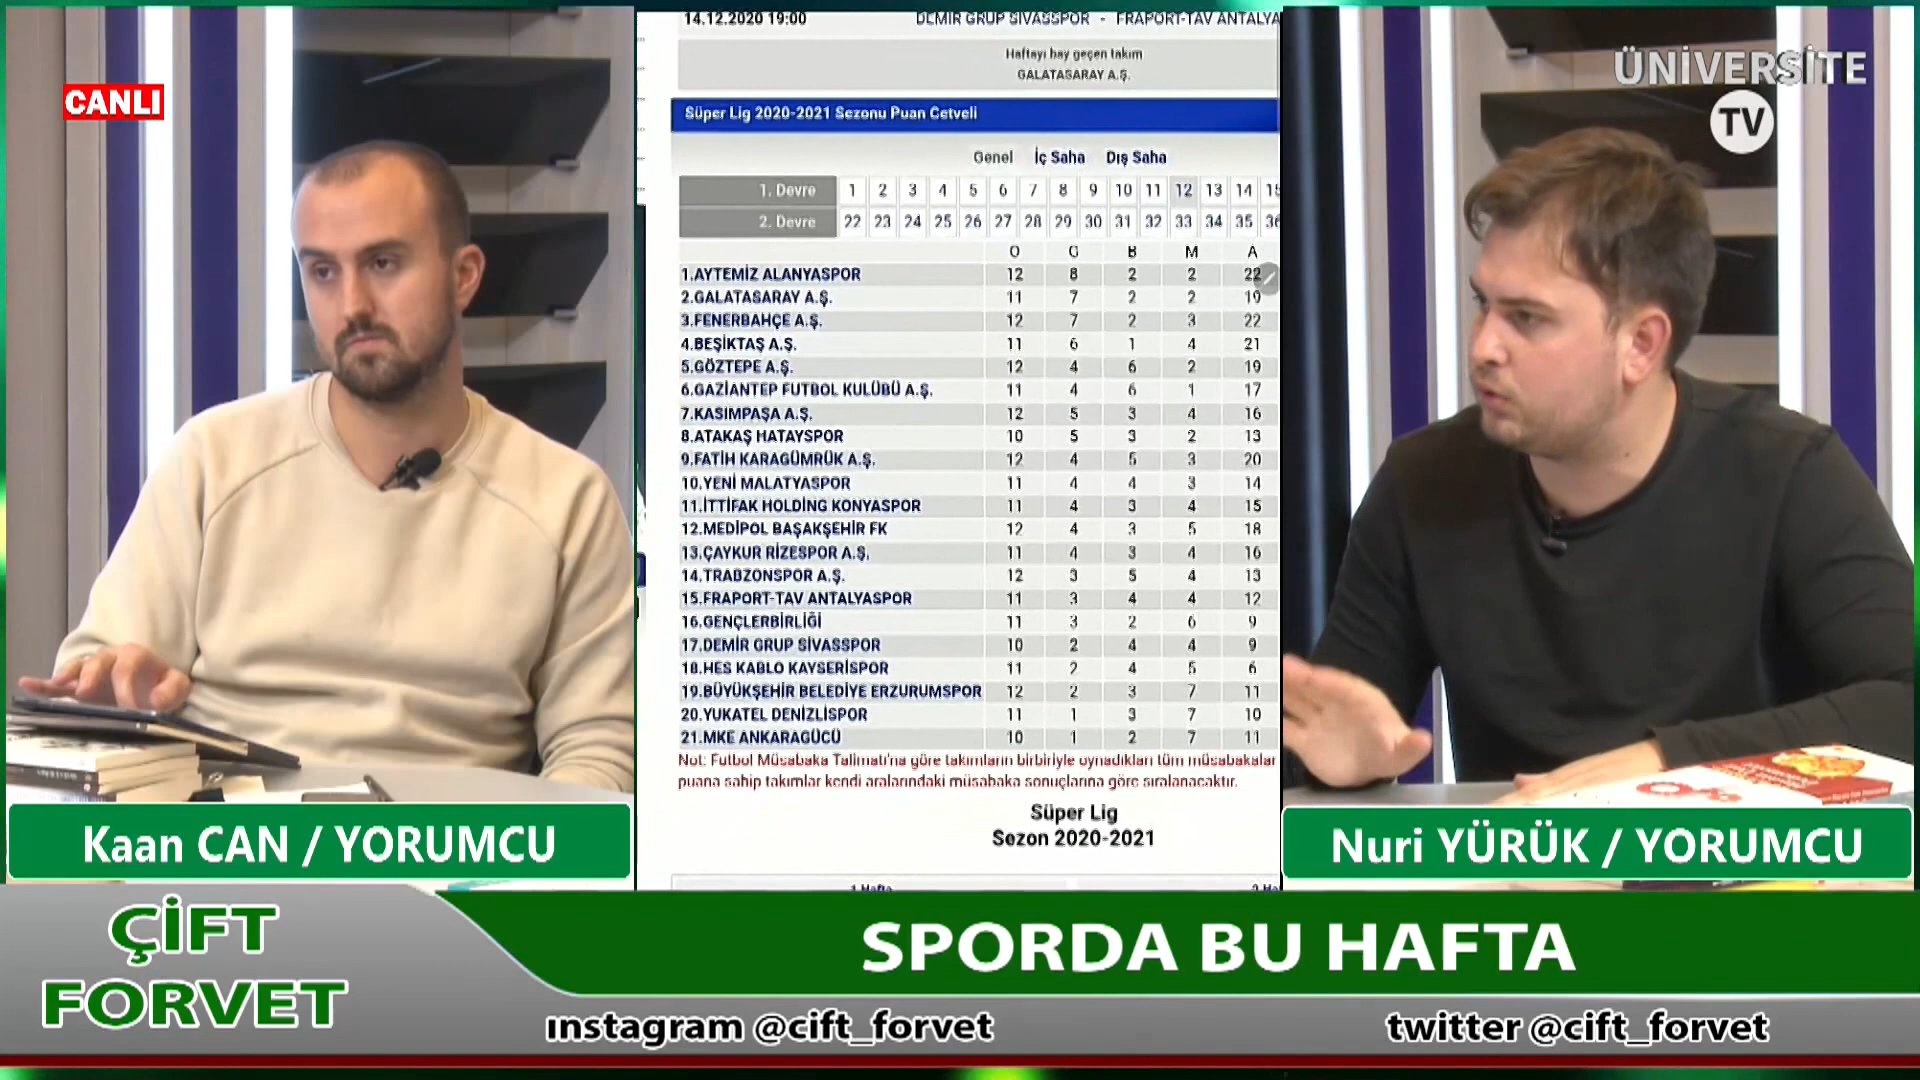 CANLI
ÜNİVERSİTE
TV
14.12.2020 19:00 DEMİR GRUP SİVASSPOR - FRAPORT-TAV ANTALYA
Haftayı bay geçen takım
GALATASARAY A.Ş.
Süper Lig 2020-2021 Sezonu Puan Cetveli
Genel İç Saha Dış Saha
1. Devre 1 2 3 4 5 6 7 8 9 10 11 12 13 14 15
2. Devre 22 23 24 25 26 27 28 29 30 31 32 33 34 35 36
O G B M A
1.AYTEMİZ ALANYASPOR 12 8 2 2 22
2.GALATASARAY A.Ş. 11 7 2 2 19
3.FENERBAHÇE A.Ş. 12 7 2 3 22
4.BEŞİKTAŞ A.Ş. 11 6 1 4 21
5.GÖZTEPE A.Ş. 12 4 6 2 19
6.GAZİANTEP FUTBOL KULÜBÜ A.Ş. 11 4 6 1 17
7.KASIMPAŞA A.Ş. 12 5 3 4 16
8.ATAKAŞ HATAYSPOR 10 5 3 2 13
9.FATİH KARAGÜMRÜK A.Ş. 12 4 5 3 20
10.YENİ MALATYASPOR 11 4 4 3 14
11.İTTİFAK HOLDİNG KONYASPOR 11 4 3 4 15
12.MEDİPOL BAŞAKŞEHİR FK 12 4 3 5 18
13.ÇAYKUR RİZESPOR A.Ş. 11 4 3 4 16
14.TRABZONSPOR A.Ş. 12 3 5 4 13
15.FRAPORT-TAV ANTALYASPOR 11 3 4 4 12
16.GENÇLERBİRLİĞİ 11 3 2 6 9
17.DEMİR GRUP SİVASSPOR 10 2 4 4 9
18.HES KABLO KAYSERİSPOR 11 2 4 5 6
19.BÜYÜKŞEHİR BELEDİYE ERZURUMSPOR 12 2 3 7 11
20.YUKATEL DENİZLİSPOR 11 1 3 7 10
21.MKE ANKARAGÜCÜ 10 1 2 7 11
Not: Futbol Müsabaka Talimatı'na göre takımların birbiriyle oynadıkları tüm müsabakalar
puana sahip takımlar kendi aralarındaki müsabaka sonuçlarına göre sıralanacaktır.
Süper Lig
Sezon 2020-2021
1.Hafta 2.Ha
Kaan CAN / YORUMCU
Nuri YÜRÜK / YORUMCU
ÇİFT
FORVET
SPORDA BU HAFTA
ınstagram @cift_forvet
twitter @cift_forvet